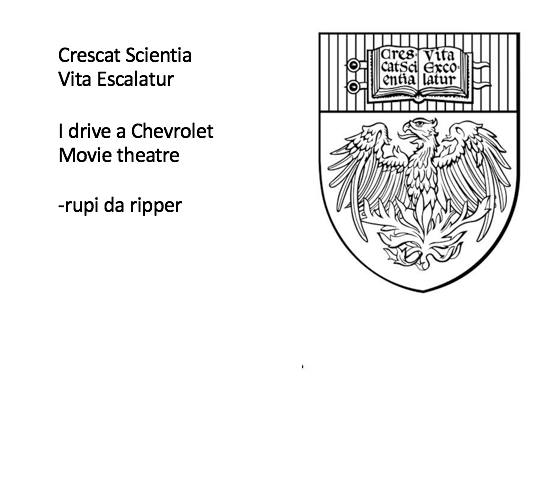 Crescat Scientia
Vita Escalatur
I drive a Chevrolet
Movie theatre
-rupi da ripper
Cres-
catSci
entia
Vita
Exco-
latur